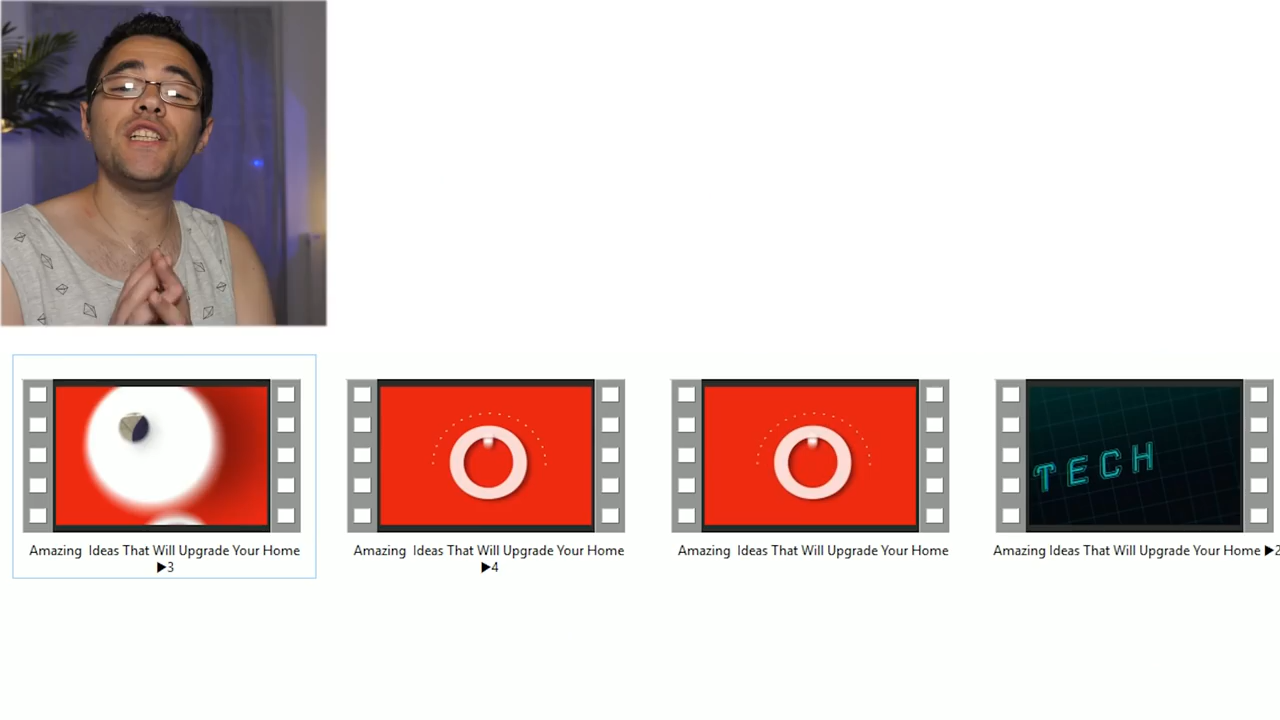 TECH
Amazing  Ideas That Will Upgrade Your Home
▶3
Amazing  Ideas That Will Upgrade Your Home
▶4
Amazing  Ideas That Will Upgrade Your Home
Amazing Ideas That Will Upgrade Your Home ▶2